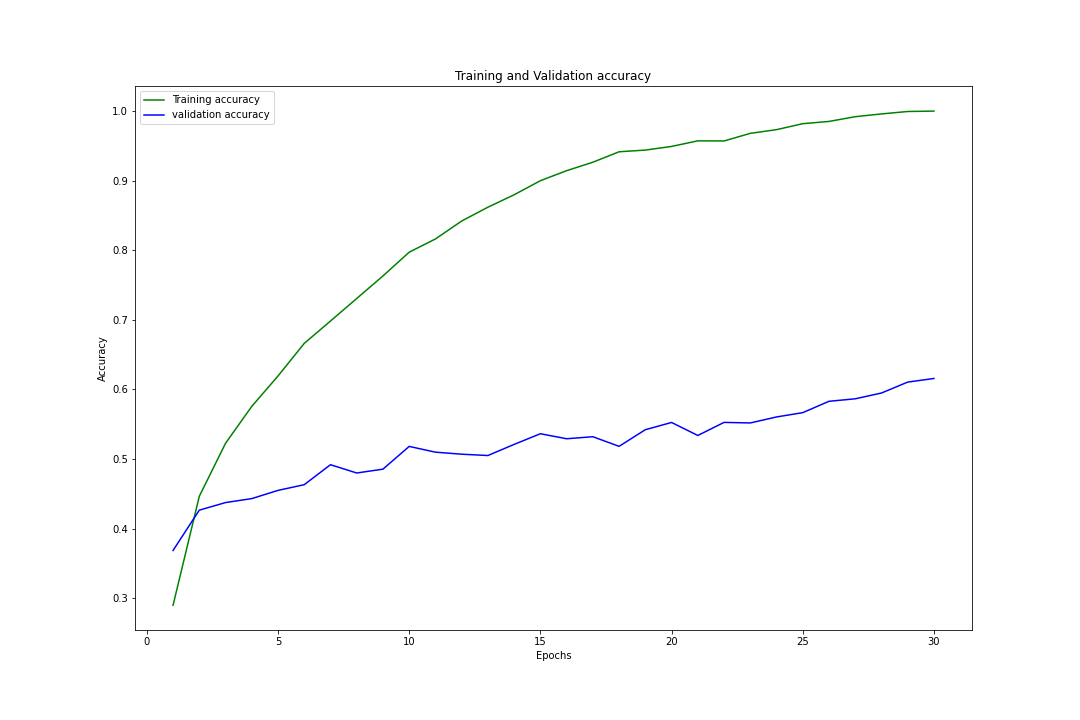 Training and Validation accuracy
Training accuracy
validation accuracy
1.0
0.9
0.8
0.7
0.6
0.5
0.4
0.3
Accuracy
0 5 10 15 20 25 30
Epochs